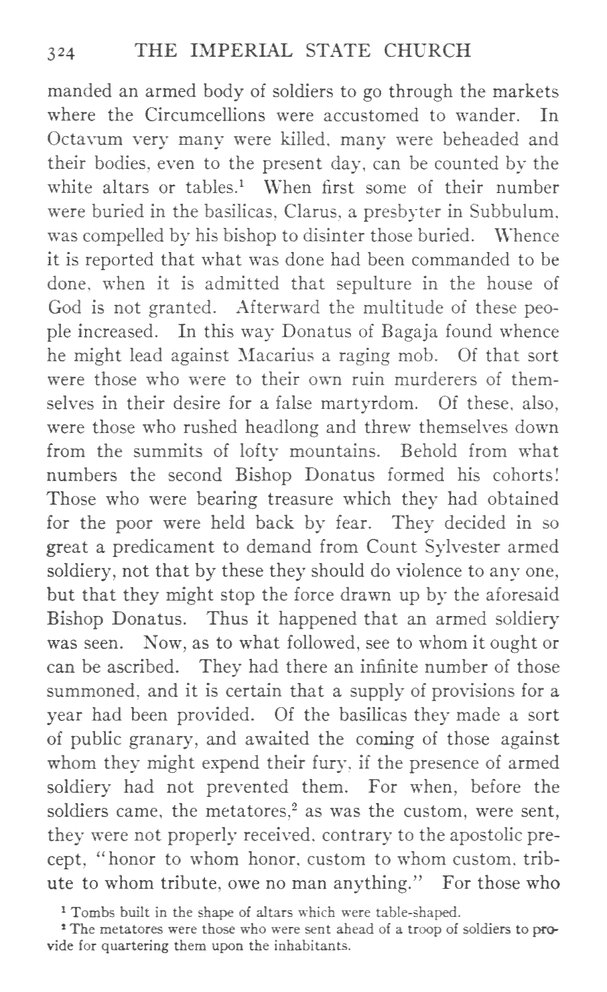 324 THE IMPERIAL STATE CHURCH
manded an armed body of soldiers to go through the markets
where the Circumcellions were accustomed to wander. In
Octavum very many were killed, many were beheaded and
their bodies, even to the present day, can be counted by the
white altars or tables.¹ When first some of their number
were buried in the basilicas, Clarus, a presbyter in Subbulum,
was compelled by his bishop to disinter those buried. Whence
it is reported that what was done had been commanded to be
done, when it is admitted that sepulture in the house of
God is not granted. Afterward the multitude of these peo-
ple increased. In this way Donatus of Bagaja found whence
he might lead against Macarius a raging mob. Of that sort
were those who were to their own ruin murderers of them-
selves in their desire for a false martyrdom. Of these, also,
were those who rushed headlong and threw themselves down
from the summits of lofty mountains. Behold from what
numbers the second Bishop Donatus formed his cohorts!
Those who were bearing treasure which they had obtained
for the poor were held back by fear. They decided in so
great a predicament to demand from Count Sylvester armed
soldiery, not that by these they should do violence to any one,
but that they might stop the force drawn up by the aforesaid
Bishop Donatus. Thus it happened that an armed soldiery
was seen. Now, as to what followed, see to whom it ought or
can be ascribed. They had there an infinite number of those
summoned, and it is certain that a supply of provisions for a
year had been provided. Of the basilicas they made a sort
of public granary, and awaited the coming of those against
whom they might expend their fury, if the presence of armed
soldiery had not prevented them. For when, before the
soldiers came, the metatores,² as was the custom, were sent,
they were not properly received, contrary to the apostolic pre-
cept, “honor to whom honor, custom to whom custom, trib-
ute to whom tribute, owe no man anything.” For those who
¹ Tombs built in the shape of altars which were table-shaped.
² The metatores were those who were sent ahead of a troop of soldiers to pro-
vide for quartering them upon the inhabitants.